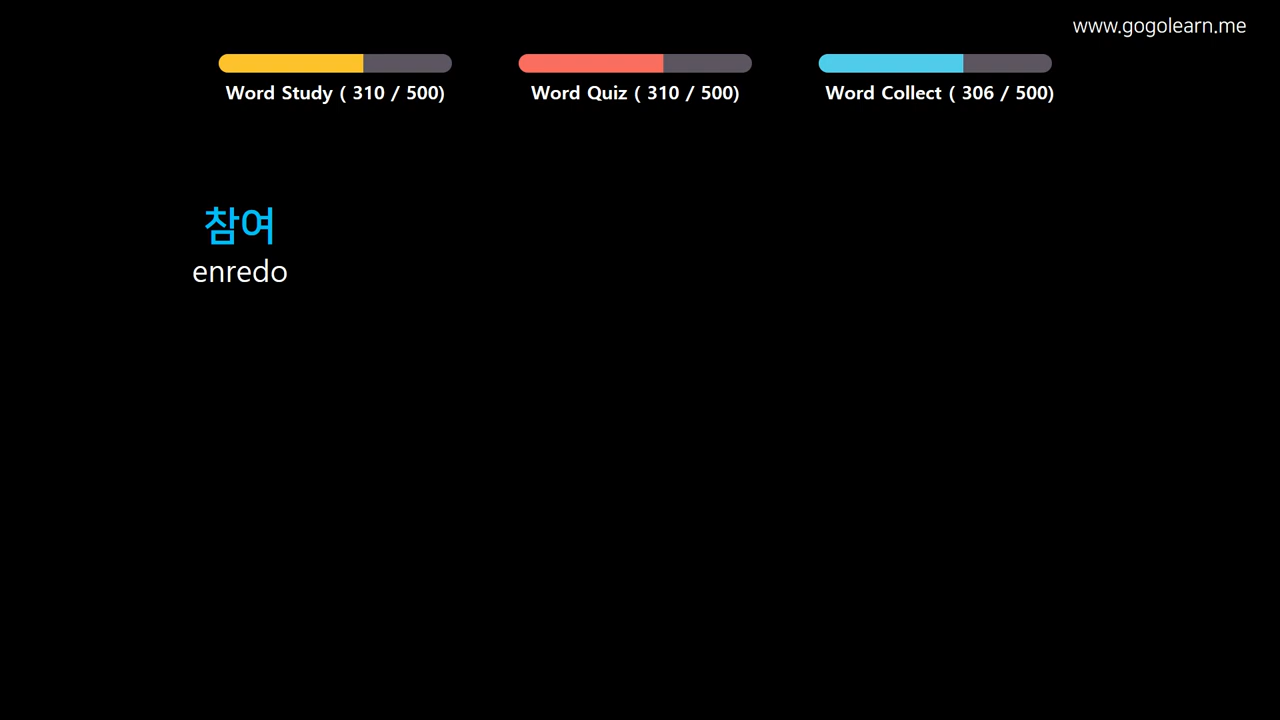 www.gogolearn.me
Word Study ( 310 / 500)
Word Quiz ( 310 / 500)
Word Collect ( 306 / 500)
참여
enredo